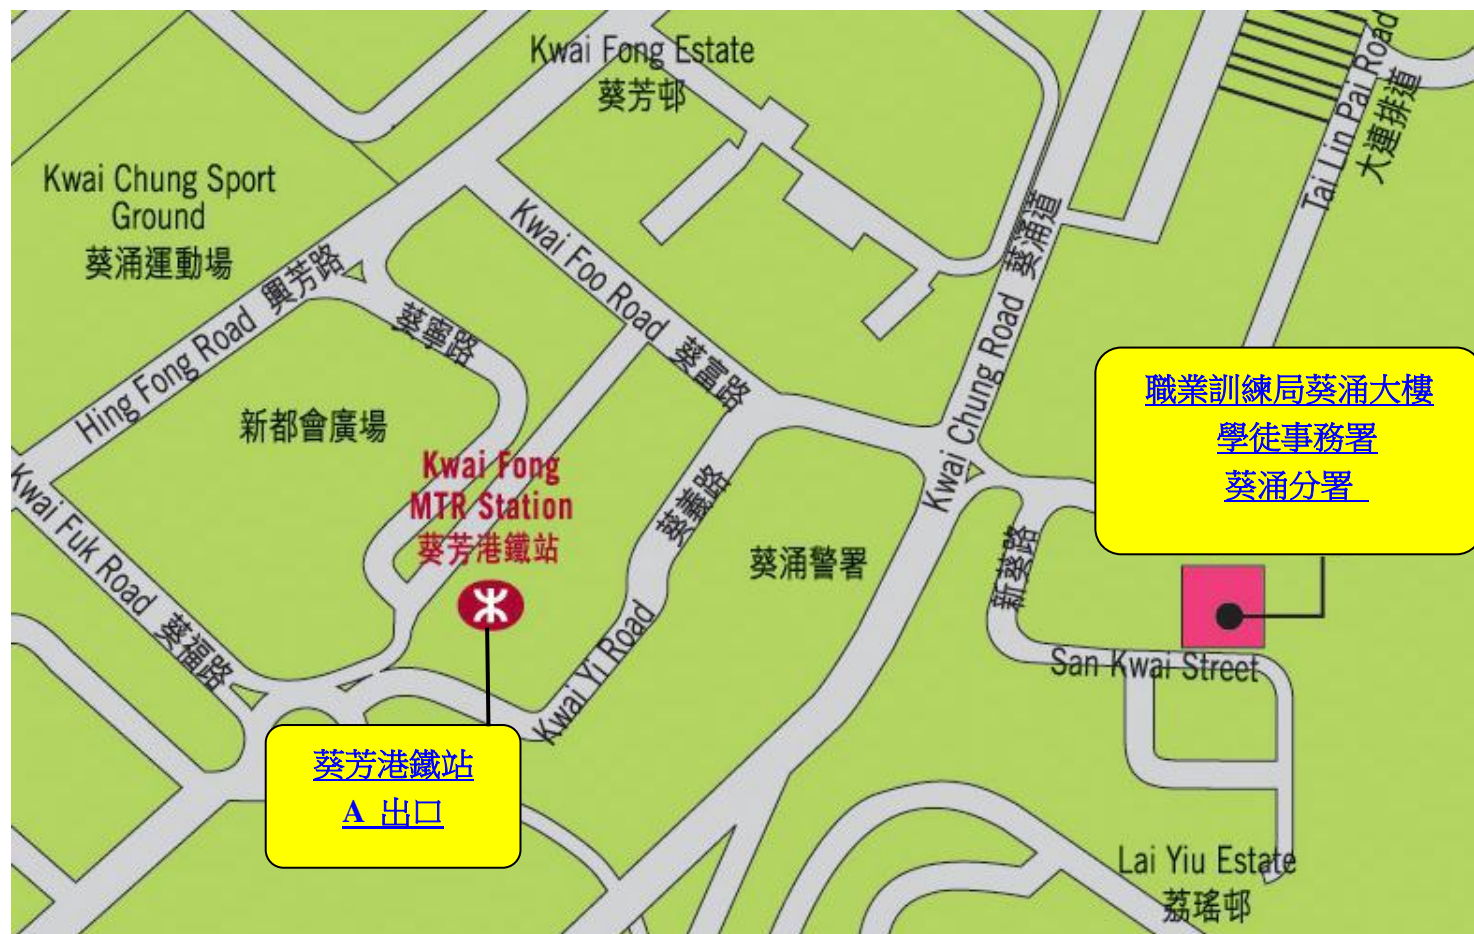 Kwai Fong Estate
葵芳邨
Tai Lin Pai Road
大連排道
Kwai Chung Sport
Ground
葵涌運動場
Kwai Foo Road 葵富路
Kwai Chung Road 葵涌道
Hing Fong Road 興芳路
葵寧路
新都會廣場
職業訓練局葵涌大樓
學徒事務署
葵涌分署
Kwai Fong
MTR Station
葵芳港鐵站
葵義路
Kwai Yi Road
葵涌警署
新葵路
Kwai Fuk Road 葵福路
San Kwai Street
葵芳港鐵站
A 出口
Lai Yiu Estate
荔瑤邨